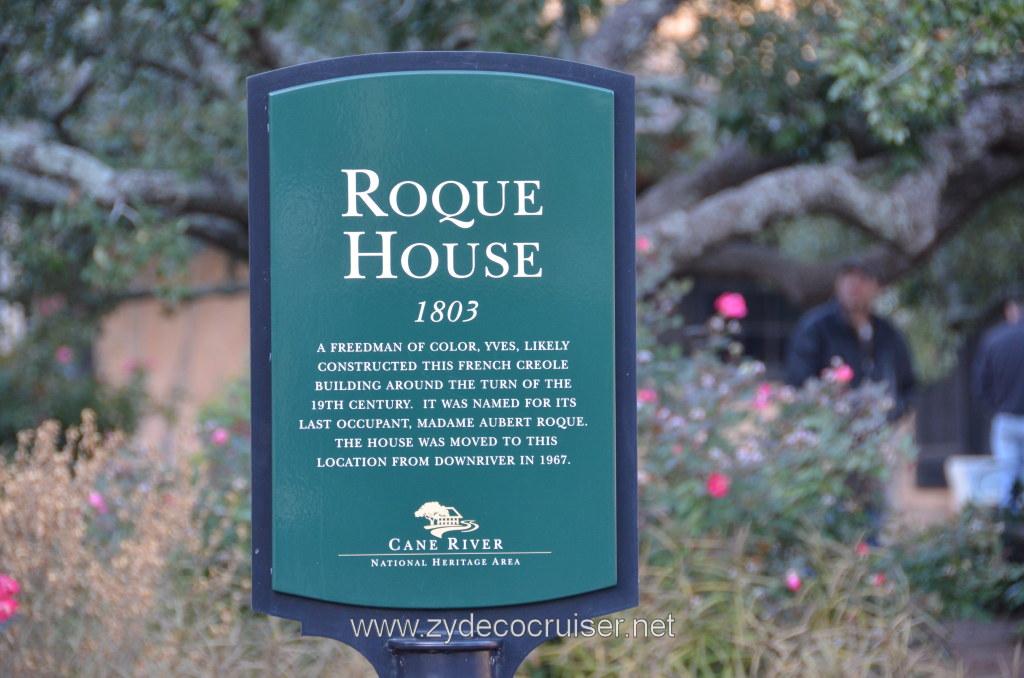 ROQUE
HOUSE
1803
A FREEDMAN OF COLOR, YVES, LIKELY
CONSTRUCTED THIS FRENCH CREOLE
BUILDING AROUND THE TURN OF THE
19TH CENTURY. IT WAS NAMED FOR ITS
LAST OCCUPANT, MADAME AUBERT ROQUE.
THE HOUSE WAS MOVED TO THIS
LOCATION FROM DOWNRIVER IN 1967.
CANE RIVER
NATIONAL HERITAGE AREA
www.zydecocruiser.net